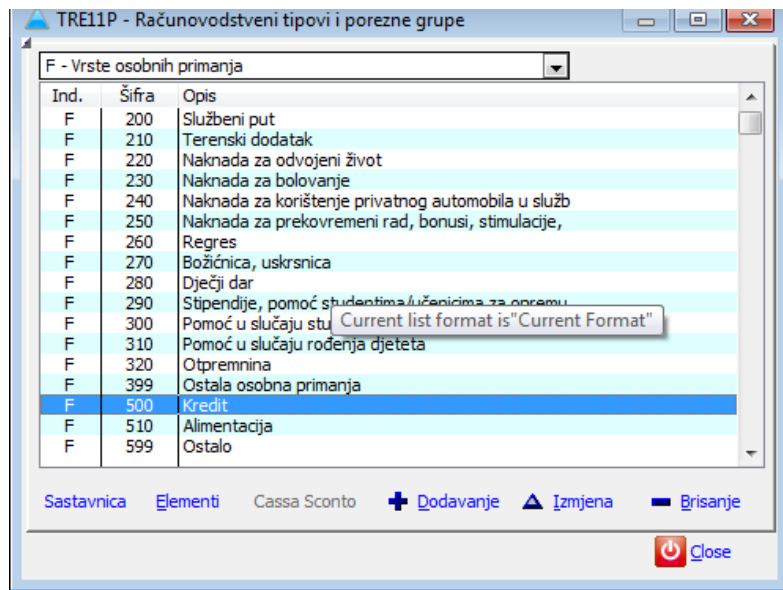 TRE11P - Računovodstveni tipovi i porezne grupe
F - Vrste osobnih primanja
Ind. Šifra Opis
F 200 Službeni put
F 210 Terenski dodatak
F 220 Naknada za odvojeni život
F 230 Naknada za bolovanje
F 240 Naknada za korištenje privatnog automobila u služb
F 250 Naknada za prekovremeni rad, bonusi, stimulacije,
F 260 Regres
F 270 Božićnica, uskrsnica
F 280 Dječji dar
F 290 Stipendije, pomoć studentima/učenicima za opremu
F 300 Pomoć u slučaju stu
Current list format is"Current Format"
F 310 Pomoć u slučaju rođenja djeteta
F 320 Otpremnina
F 399 Ostala osobna primanja
F 500 Kredit
F 510 Alimentacija
F 599 Ostalo
Sastavnica Elementi Cassa Sconto Dodavanje Izmjena Brisanje
Close